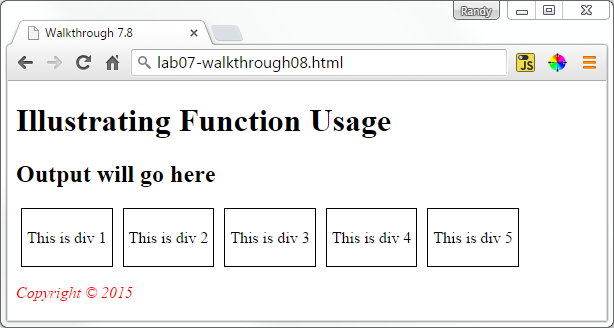 Randy
Walkthrough 7.8
lab07-walkthrough08.html
JS
Illustrating Function Usage
Output will go here
This is div 1 This is div 2 This is div 3 This is div 4 This is div 5
Copyright © 2015